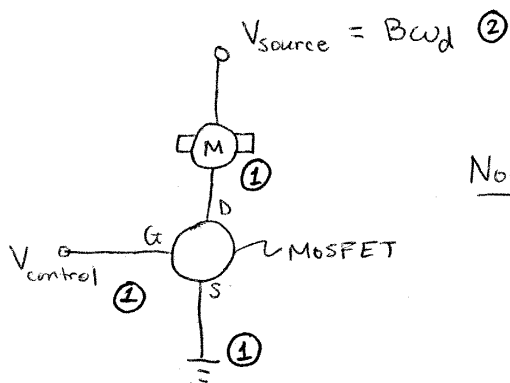 V_source = Bω_d ②
M
①
D
No
G
MOSFET
V_control
①
S
①